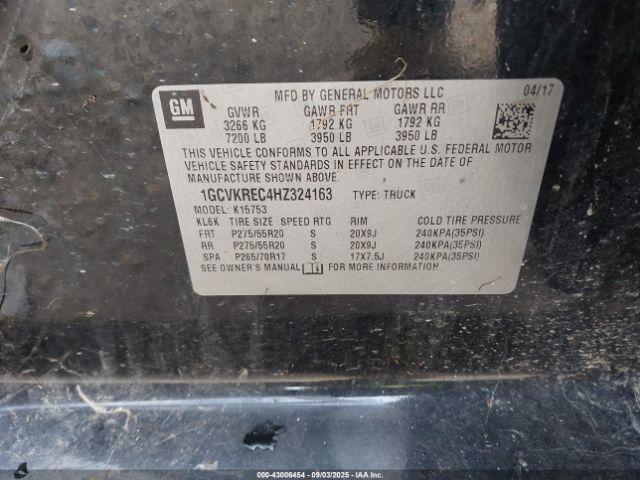 GM
MFD BY GENERAL MOTORS LLC 04/17
GVWR GAWR FRT GAWR RR
3266 KG 1792 KG 1792 KG
7200 LB 3950 LB 3950 LB
THIS VEHICLE CONFORMS TO ALL APPLICABLE U.S. FEDERAL MOTOR
VEHICLE SAFETY STANDARDS IN EFFECT ON THE DATE OF
MANUFACTURE SHOWN ABOVE.
1GCVKREC4HZ324163 TYPE: TRUCK
MODEL: K15753
KL6K TIRE SIZE SPEED RTG RIM COLD TIRE PRESSURE
FRT P275/55R20 S 20X9J 240KPA(35PSI)
RR P275/55R20 S 20X9J 240KPA(35PSI)
SPA P265/70R17 S 17X7.5J 240KPA(35PSI)
SEE OWNER'S MANUAL FOR MORE INFORMATION.
000-43006454 - 09/03/2025 - IAA Inc.